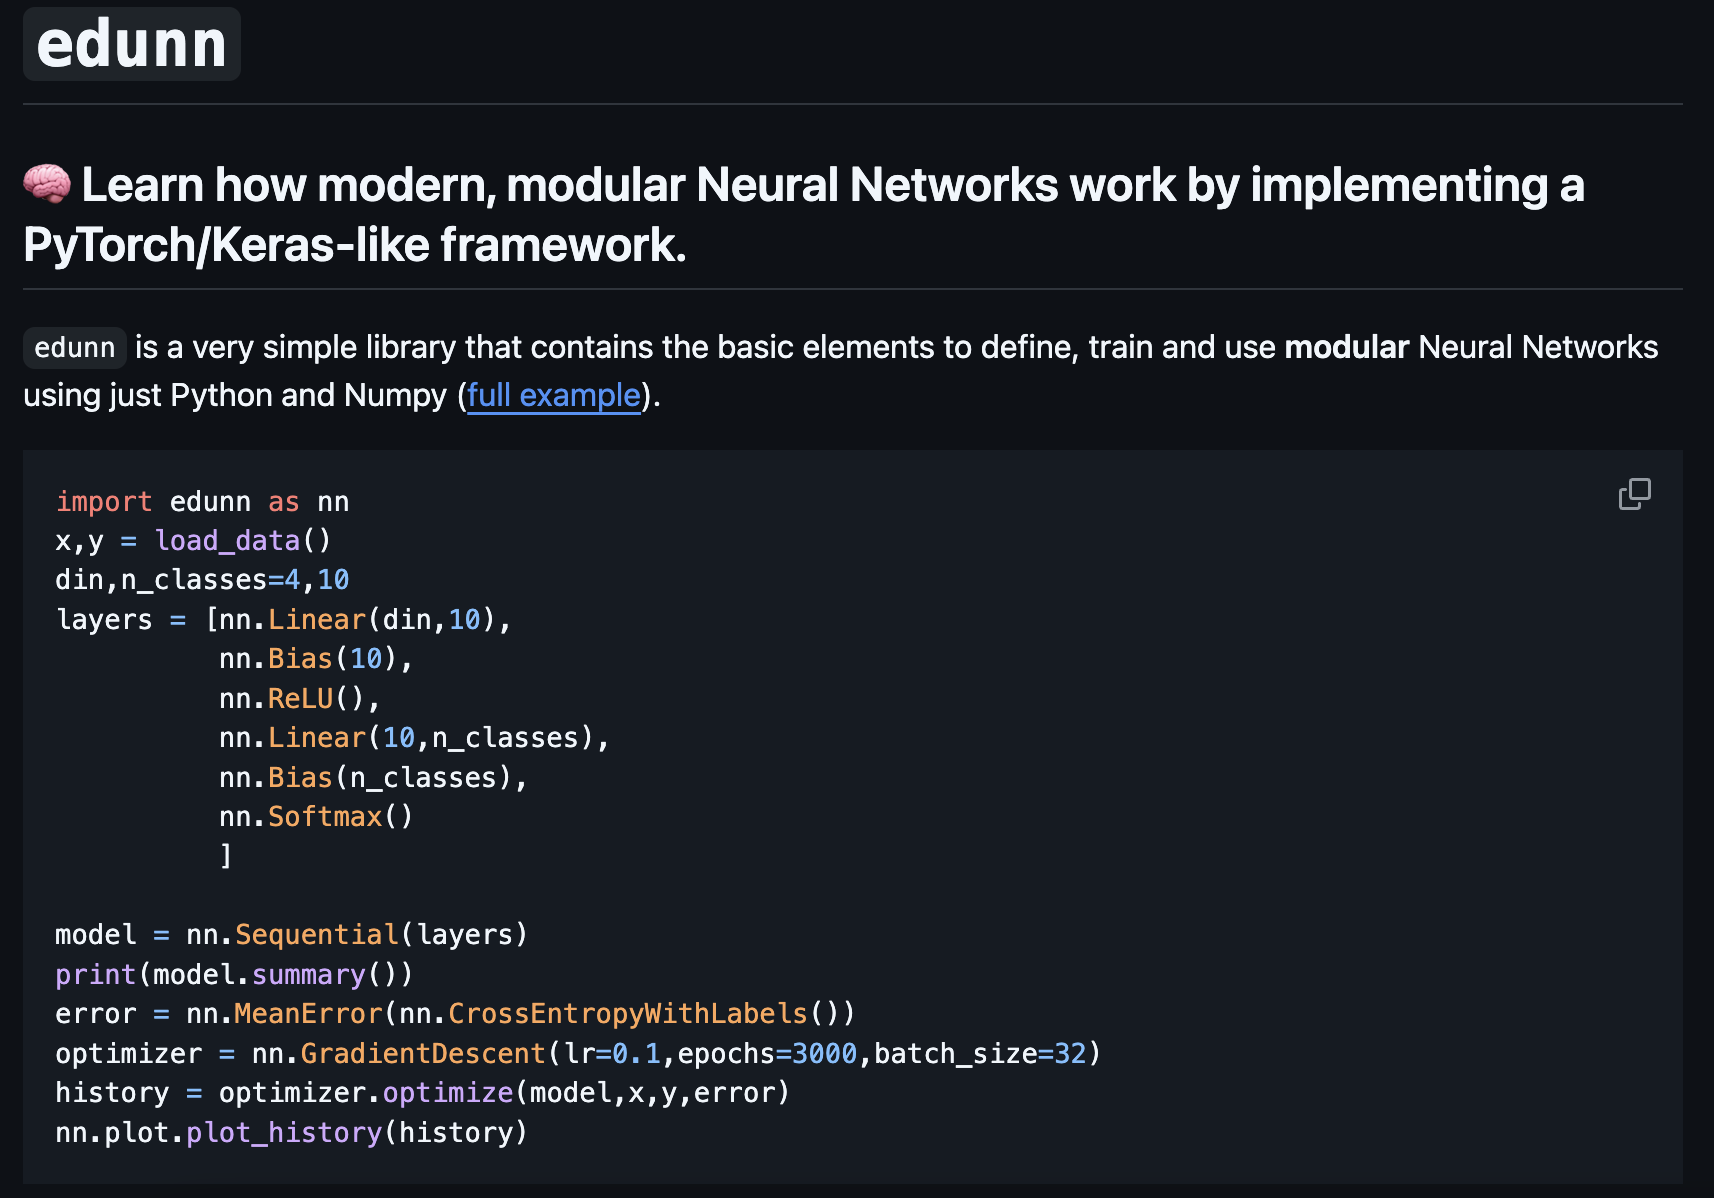 edunn
🧠 Learn how modern, modular Neural Networks work by implementing a
PyTorch/Keras-like framework.
edunn is a very simple library that contains the basic elements to define, train and use modular Neural Networks
using just Python and Numpy (full example).
import edunn as nn
x,y = load_data()
din,n_classes=4,10
layers = [nn.Linear(din,10),
          nn.Bias(10),
          nn.ReLU(),
          nn.Linear(10,n_classes),
          nn.Bias(n_classes),
          nn.Softmax()
          ]
model = nn.Sequential(layers)
print(model.summary())
error = nn.MeanError(nn.CrossEntropyWithLabels())
optimizer = nn.GradientDescent(lr=0.1,epochs=3000,batch_size=32)
history = optimizer.optimize(model,x,y,error)
nn.plot.plot_history(history)